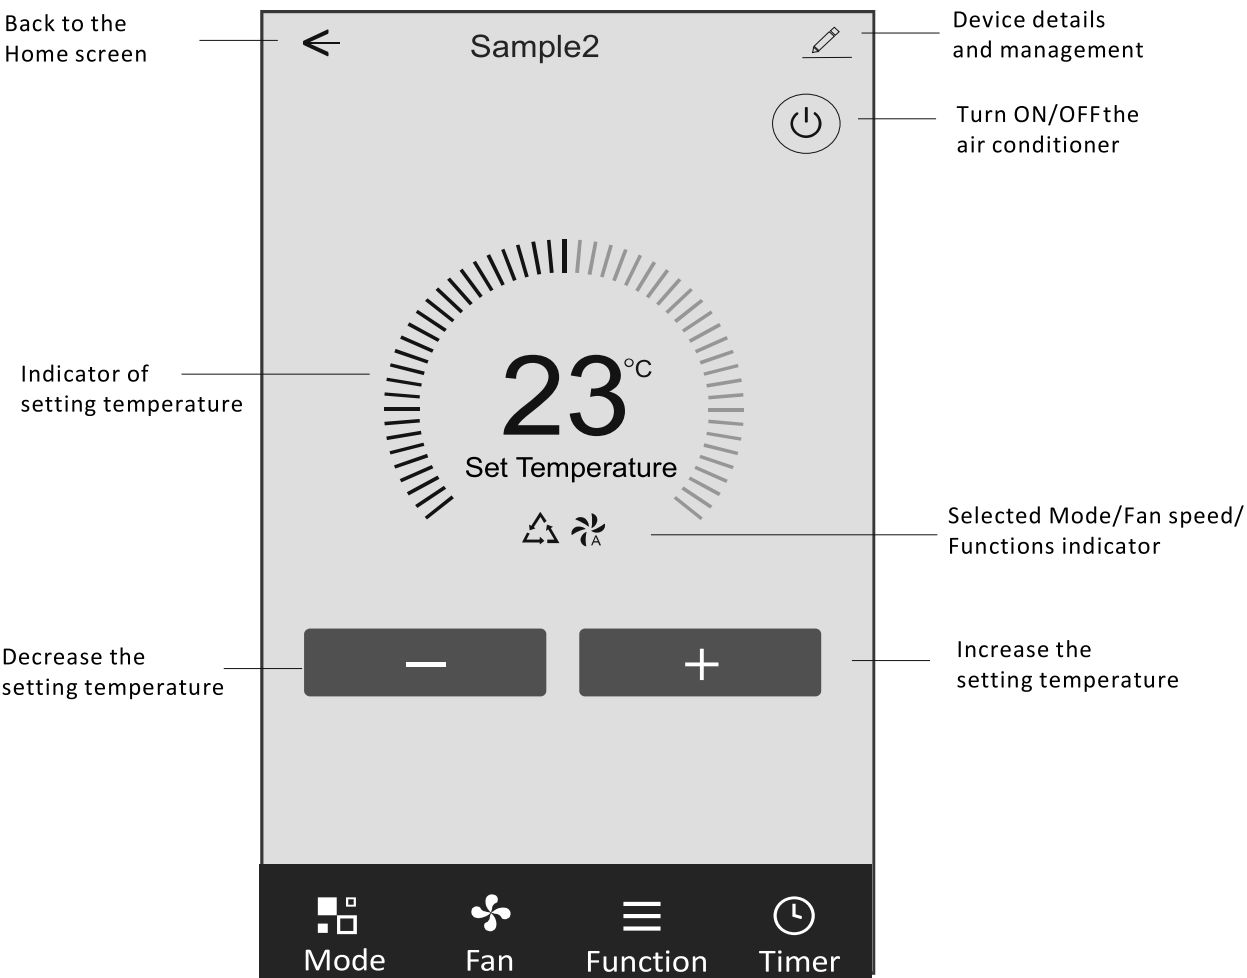 Back to the
Home screen
Sample2
Device details
and management
Turn ON/OFF the
air conditioner
Indicator of
setting temperature
23°C
Set Temperature
A
Selected Mode/Fan speed/
Functions indicator
Decrease the
setting temperature
Increase the
setting temperature
Mode
Fan
Function
Timer